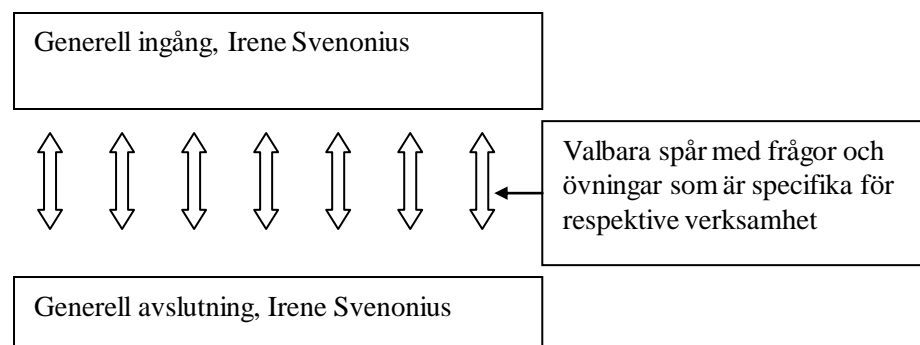 Generell ingång, Irene Svenonius
Valbara spår med frågor och
övningar som är specifika för
respektive verksamhet
Generell avslutning, Irene Svenonius